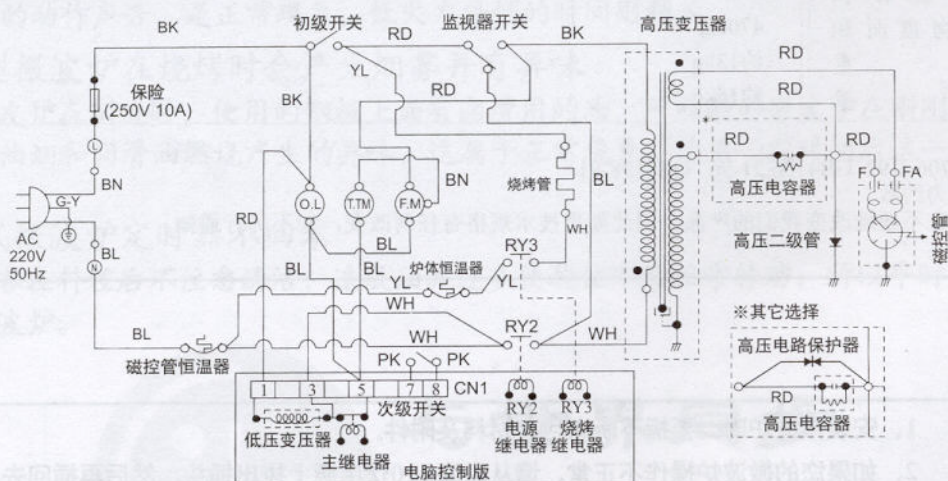 初级开关
监视器开关
高压变压器
BK
RD
BK
RD
YL
RD
RD
RD
保险
(250V 10A)
BK
RD
※
RD
RD
高压电容器
BN
G-Y
AC
220V
50Hz
BL
N
RD
O.L
T.TM
F.M
BN
烧烤管
BL
F
FA
磁控管
高压二级管
BL
BL
BL
BL
WH
RY3
炉体恒温器
YL
YL
WH
※其它选择
BL
磁控管恒温器
WH
RY2
WH
高压电路保护器
RD
高压电容器
PK
PK
1 3 5 7 8
CN1
次级开关
低压变压器
主继电器
RY2
电源
继电器
RY3
烧烤
继电器
电脑控制版